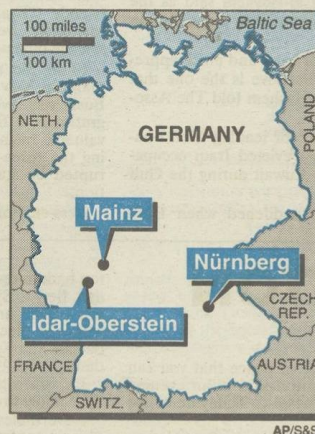 100 miles
100 km
Baltic Sea
NETH.
POLAND
GERMANY
Mainz
Nürnberg
Idar-Oberstein
CZECH
REP.
FRANCE
AUSTRIA
SWITZ.
AP/S&S